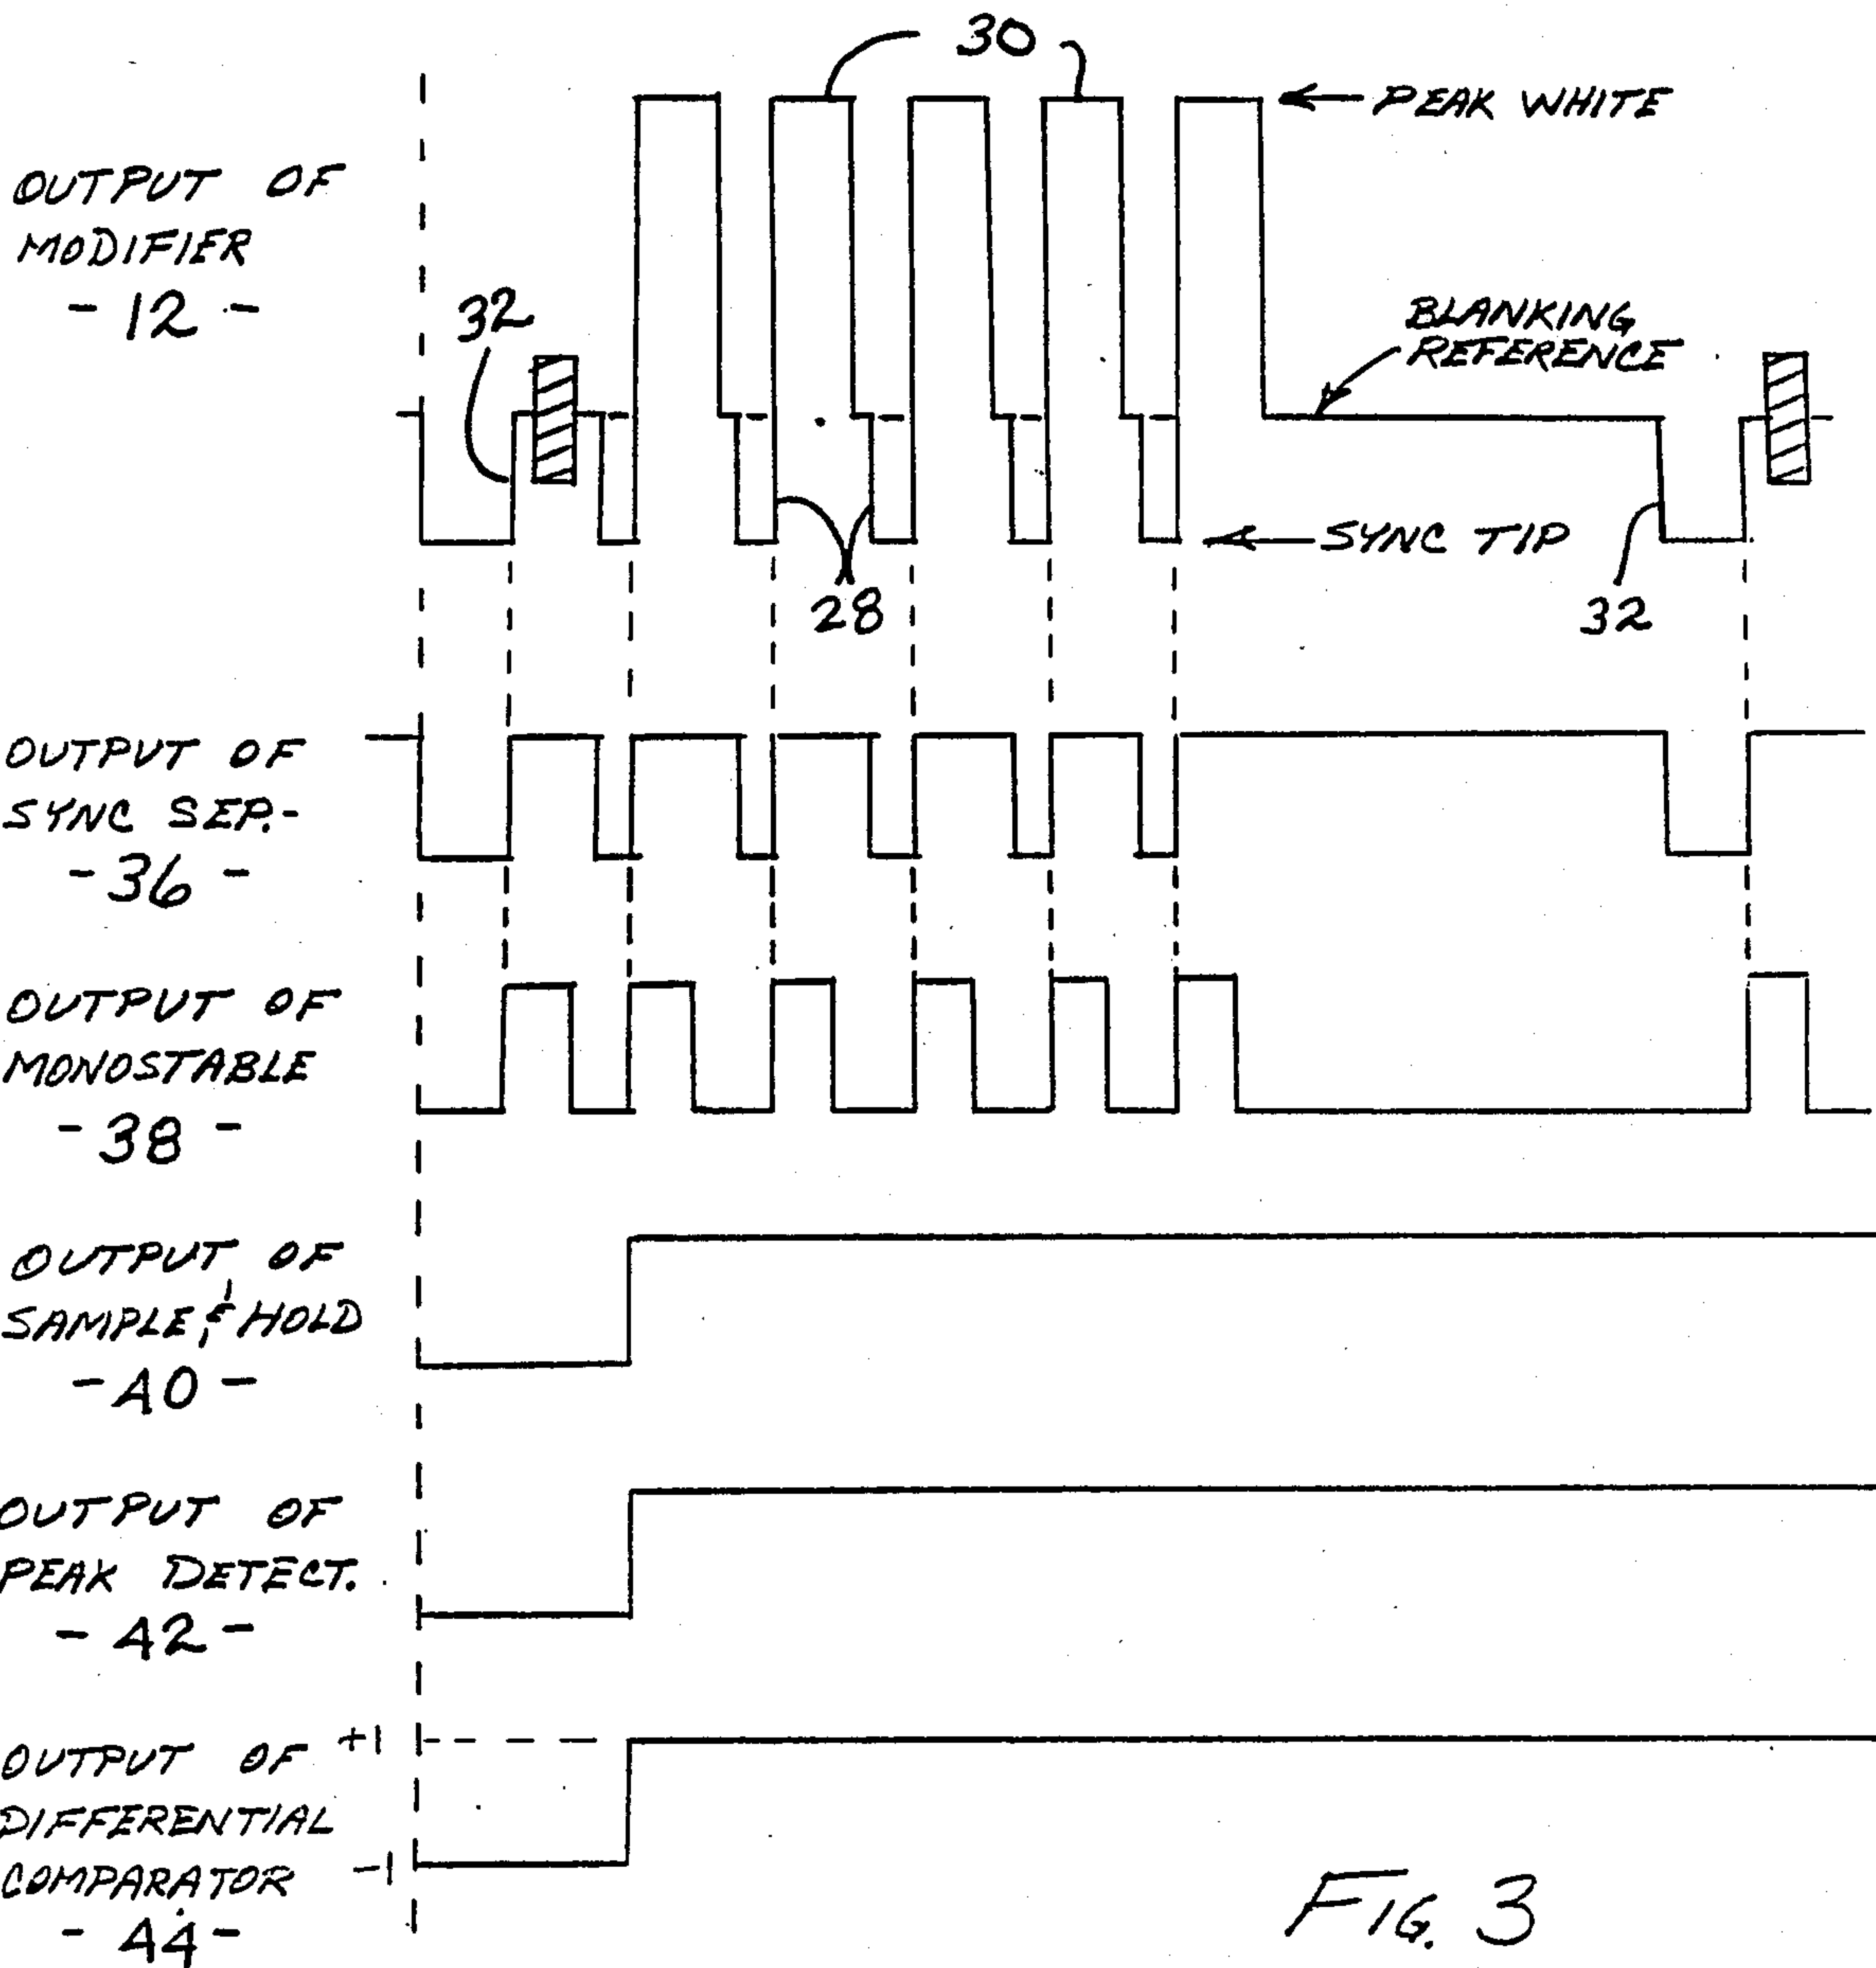 30
PEAK WHITE
OUTPUT OF
MODIFIER
- 12 -
32
BLANKING
REFERENCE
SYNC TIP
28
32
OUTPUT OF
SYNC SEP.-
- 36 -
OUTPUT OF
MONOSTABLE
- 38 -
OUTPUT OF
SAMPLE & HOLD
- 40 -
OUTPUT OF
PEAK DETECT.
- 42 -
+1
OUTPUT OF
DIFFERENTIAL
COMPARATOR
-1
- 44 -
FIG. 3